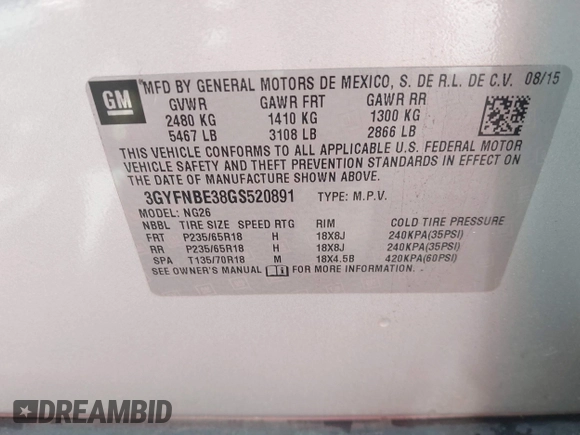 GM
MFD BY GENERAL MOTORS DE MEXICO, S. DE R.L. DE C.V. 08/15
GVWR GAWR FRT GAWR RR
2480 KG 1410 KG 1300 KG
5467 LB 3108 LB 2866 LB
THIS VEHICLE CONFORMS TO ALL APPLICABLE U.S. FEDERAL MOTOR
VEHICLE SAFETY AND THEFT PREVENTION STANDARDS IN EFFECT ON
THE DATE OF MANUFACTURE SHOWN ABOVE.
3GYFNBE38GS520891 TYPE: M.P.V.
MODEL: NG26
NBBL TIRE SIZE SPEED RTG RIM COLD TIRE PRESSURE
FRT P235/65R18 H 18X8J 240KPA(35PSI)
RR P235/65R18 H 18X8J 240KPA(35PSI)
SPA T135/70R18 M 18X4.5B 420KPA(60PSI)
SEE OWNER'S MANUAL FOR MORE INFORMATION.
DREAMBID